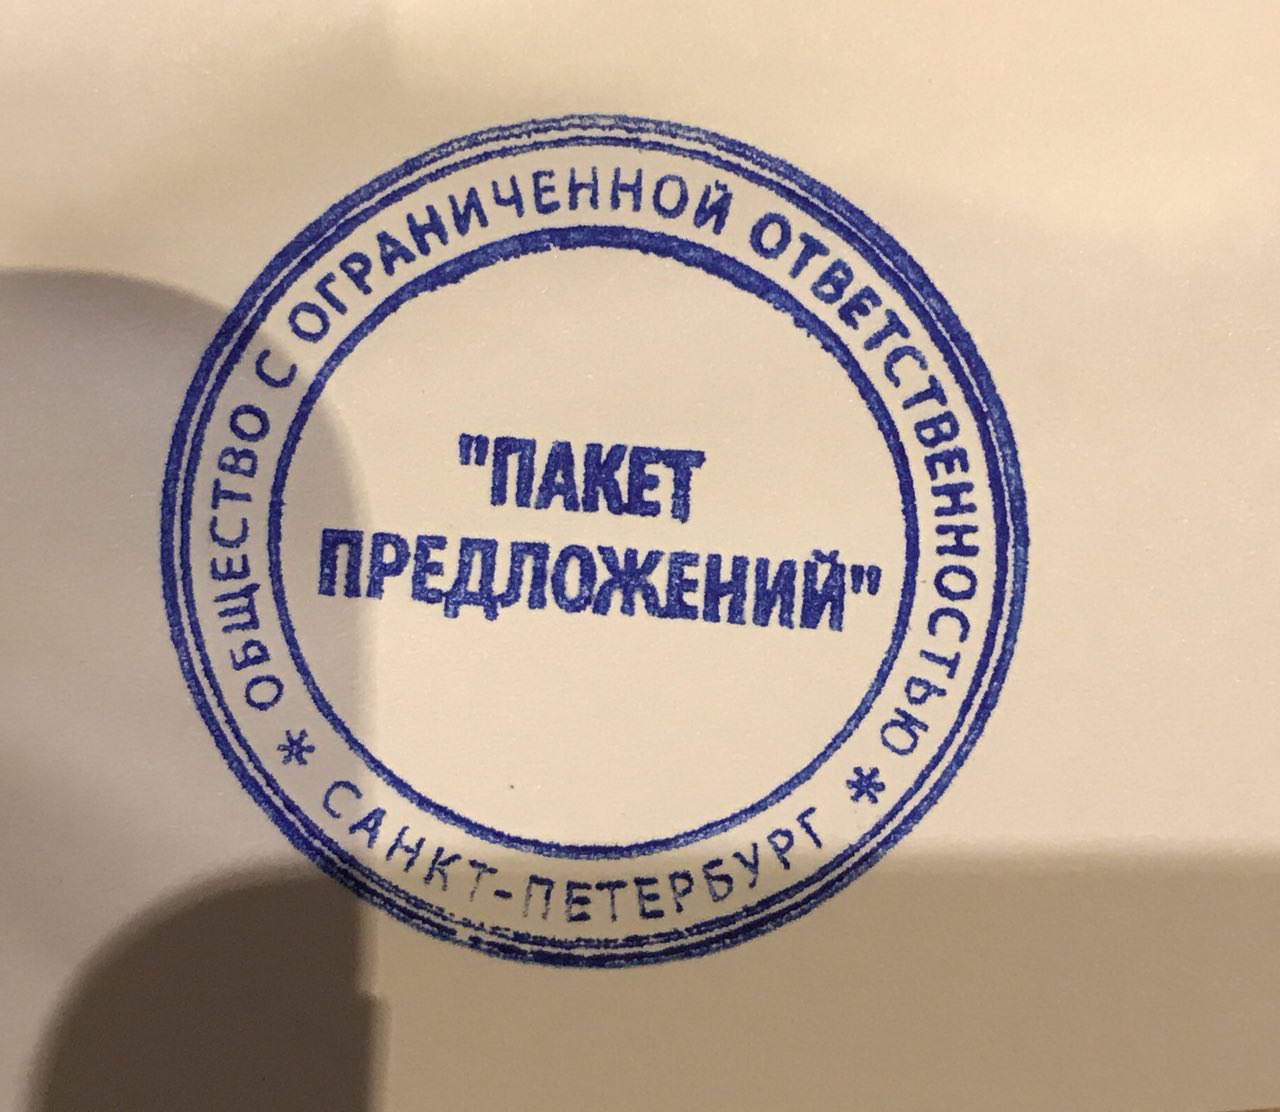 ОБЩЕСТВО С ОГРАНИЧЕННОЙ ОТВЕТСТВЕННОСТЬЮ
"ПАКЕТ
ПРЕДЛОЖЕНИЙ"
* САНКТ-ПЕТЕРБУРГ *